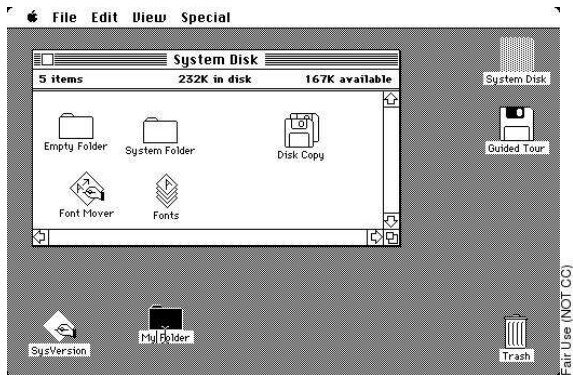 File Edit View Special
System Disk
5 items 232K in disk 167K available
Empty Folder System Folder Disk Copy
Font Mover Fonts
System Disk
Guided Tour
SysVersion
My Folder
Trash
Fair Use (NOT CC)